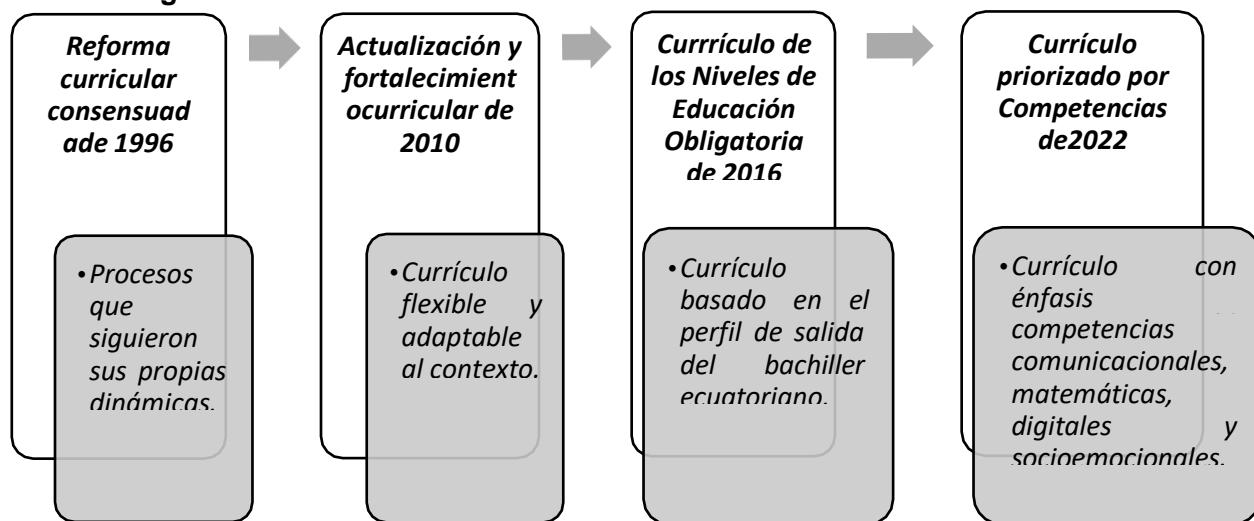 Reforma
curricular
consensuad
ade 1996
• Procesos
que
siguieron
sus propias
dinámicas.
Actualización y
fortalecimient
ocurricular de
2010
• Currículo
flexible y
adaptable
al contexto.
Currrículo de
los Niveles de
Educación
Obligatoria
de 2016
• Currículo
basado en el
perfil de salida
del bachiller
ecuatoriano.
Currículo
priorizado por
Competencias
de2022
• Currículo con
énfasis
competencias
comunicacionales,
matemáticas,
digitales y
socioemocionales.